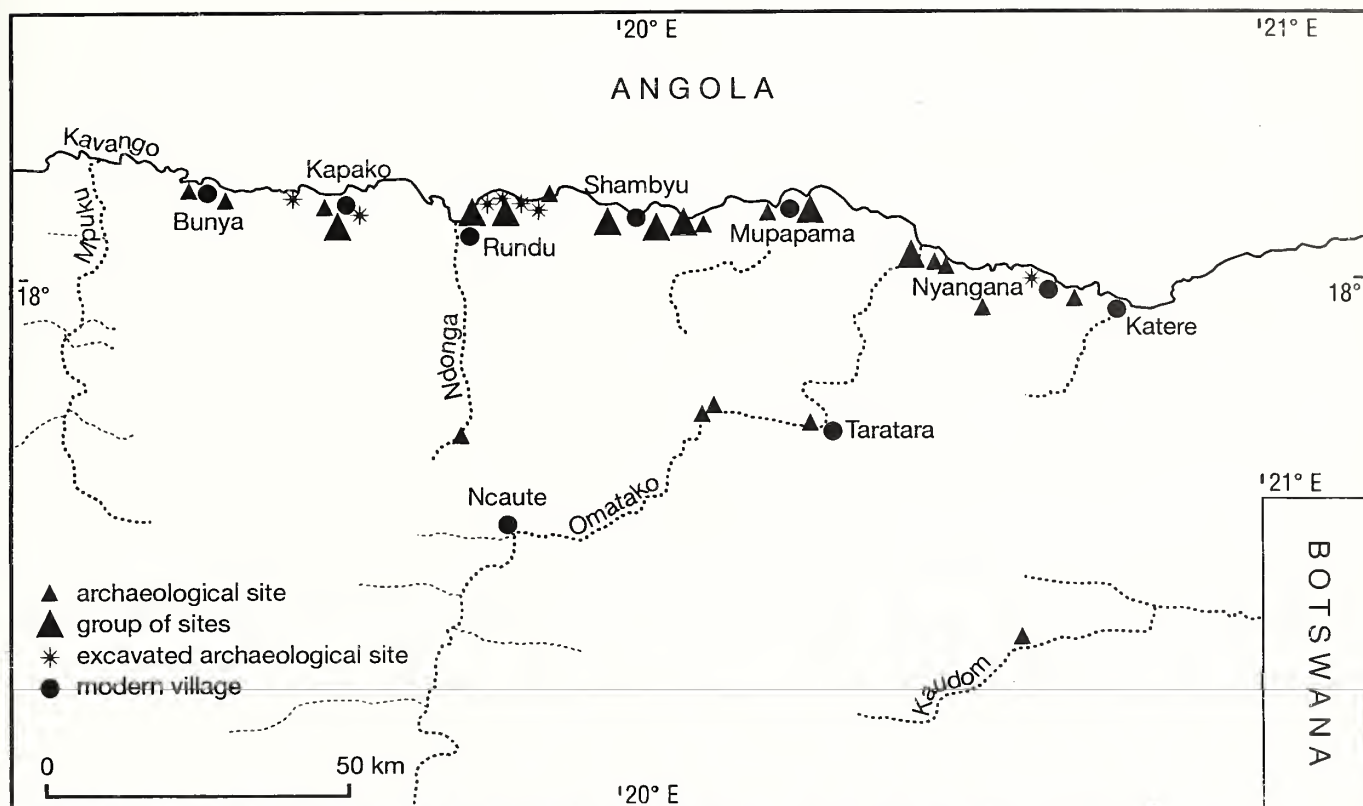 20° E
21° E
ANGOLA
Kavango
Kapako
Shambyu
Mpuku
Bunya
Rundu
Mupapama
Nyangana
18°
18°
Katere
Ndonga
Taratara
Ncaute
Omatako
21° E
BOTSWANA
archaeological site
group of sites
excavated archaeological site
modern village
Kaudom
0 50 km
20° E